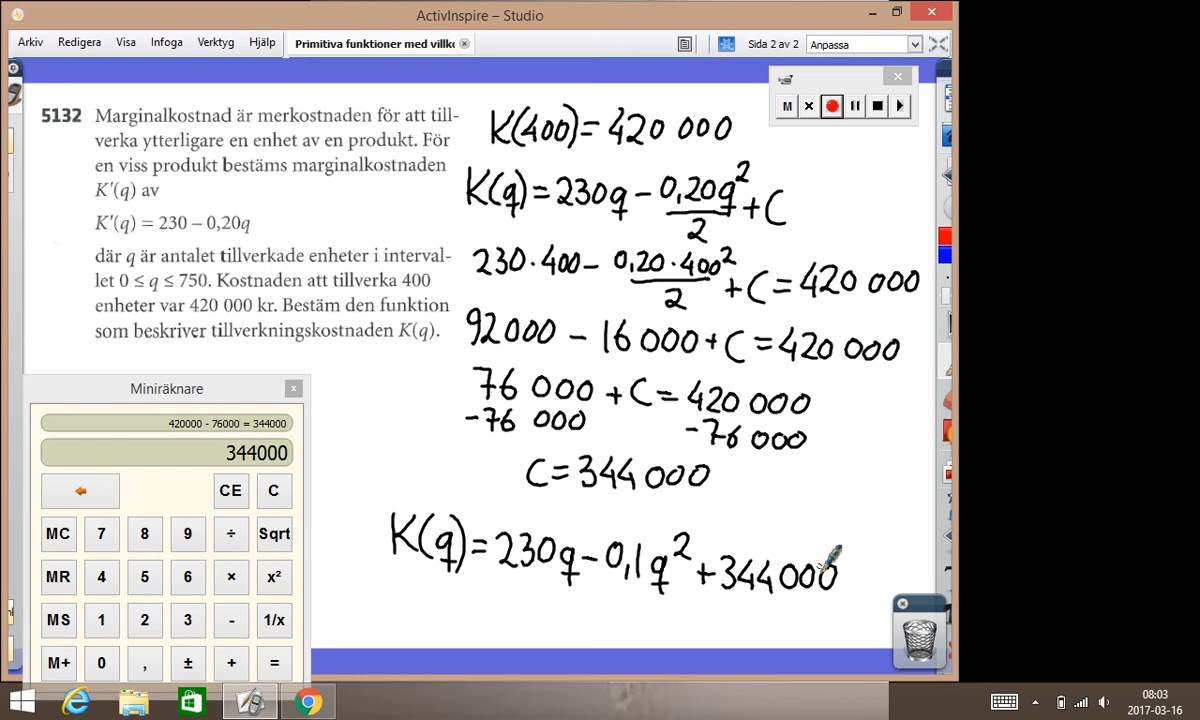 ActivInspire – Studio
Arkiv Redigera Visa Infoga Verktyg Hjälp
Primitiva funktioner med villk
Sida 2 av 2
Anpassa
M
5132 Marginalkostnad är merkostnaden för att till-
verka ytterligare en enhet av en produkt. För
en viss produkt bestäms marginalkostnaden
K'(q) av
K'(q) = 230 – 0,20q
där q är antalet tillverkade enheter i interval-
let 0 ≤ q ≤ 750. Kostnaden att tillverka 400
enheter var 420 000 kr. Bestäm den funktion
som beskriver tillverkningskostnaden K(q).
K(400) = 420 000
K(q) = 230q - 0,20q²/2 + C
230·400 - 0,20·400²/2 + C = 420 000
92000 - 16 000 + C = 420 000
76 000 + C = 420 000
-76 000 -76 000
C = 344 000
K(q) = 230q - 0,1q² + 344 000
Miniräknare
420000 - 76000 = 344000
344000
CE C
MC 7 8 9 ÷ Sqrt
MR 4 5 6 × x²
MS 1 2 3 - 1/x
M+ 0 , ± + =
08:03
2017-03-16